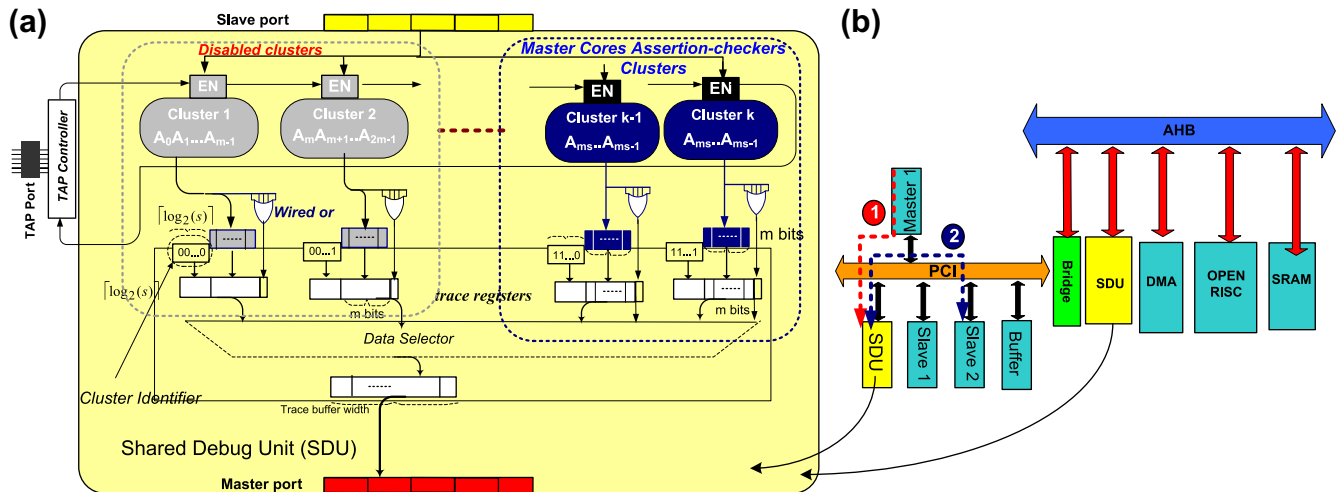 (a)
Slave port
(b)
Disabled clusters
Master Cores Assertion-checkers
Clusters
EN
EN
EN
EN
Cluster 1
A0A1...Am-1
Cluster 2
AmAm+1..A2m-1
Cluster k-1
Ams..Ams-1
Cluster k
Ams..Ams-1
TAP Port
TAP Controller
⌈log2(s)⌉
Wired or
-----
-----
-----
-----
m bits
00...0
00...1
11...0
11...1
⌈log2(s)⌉
m bits
trace registers
Data Selector
-----
Cluster Identifier
Trace buffer width
Shared Debug Unit (SDU)
Master port
AHB
1
Master 1
2
PCI
SDU
Slave 1
Slave 2
Buffer
Bridge
SDU
DMA
OPEN
RISC
SRAM